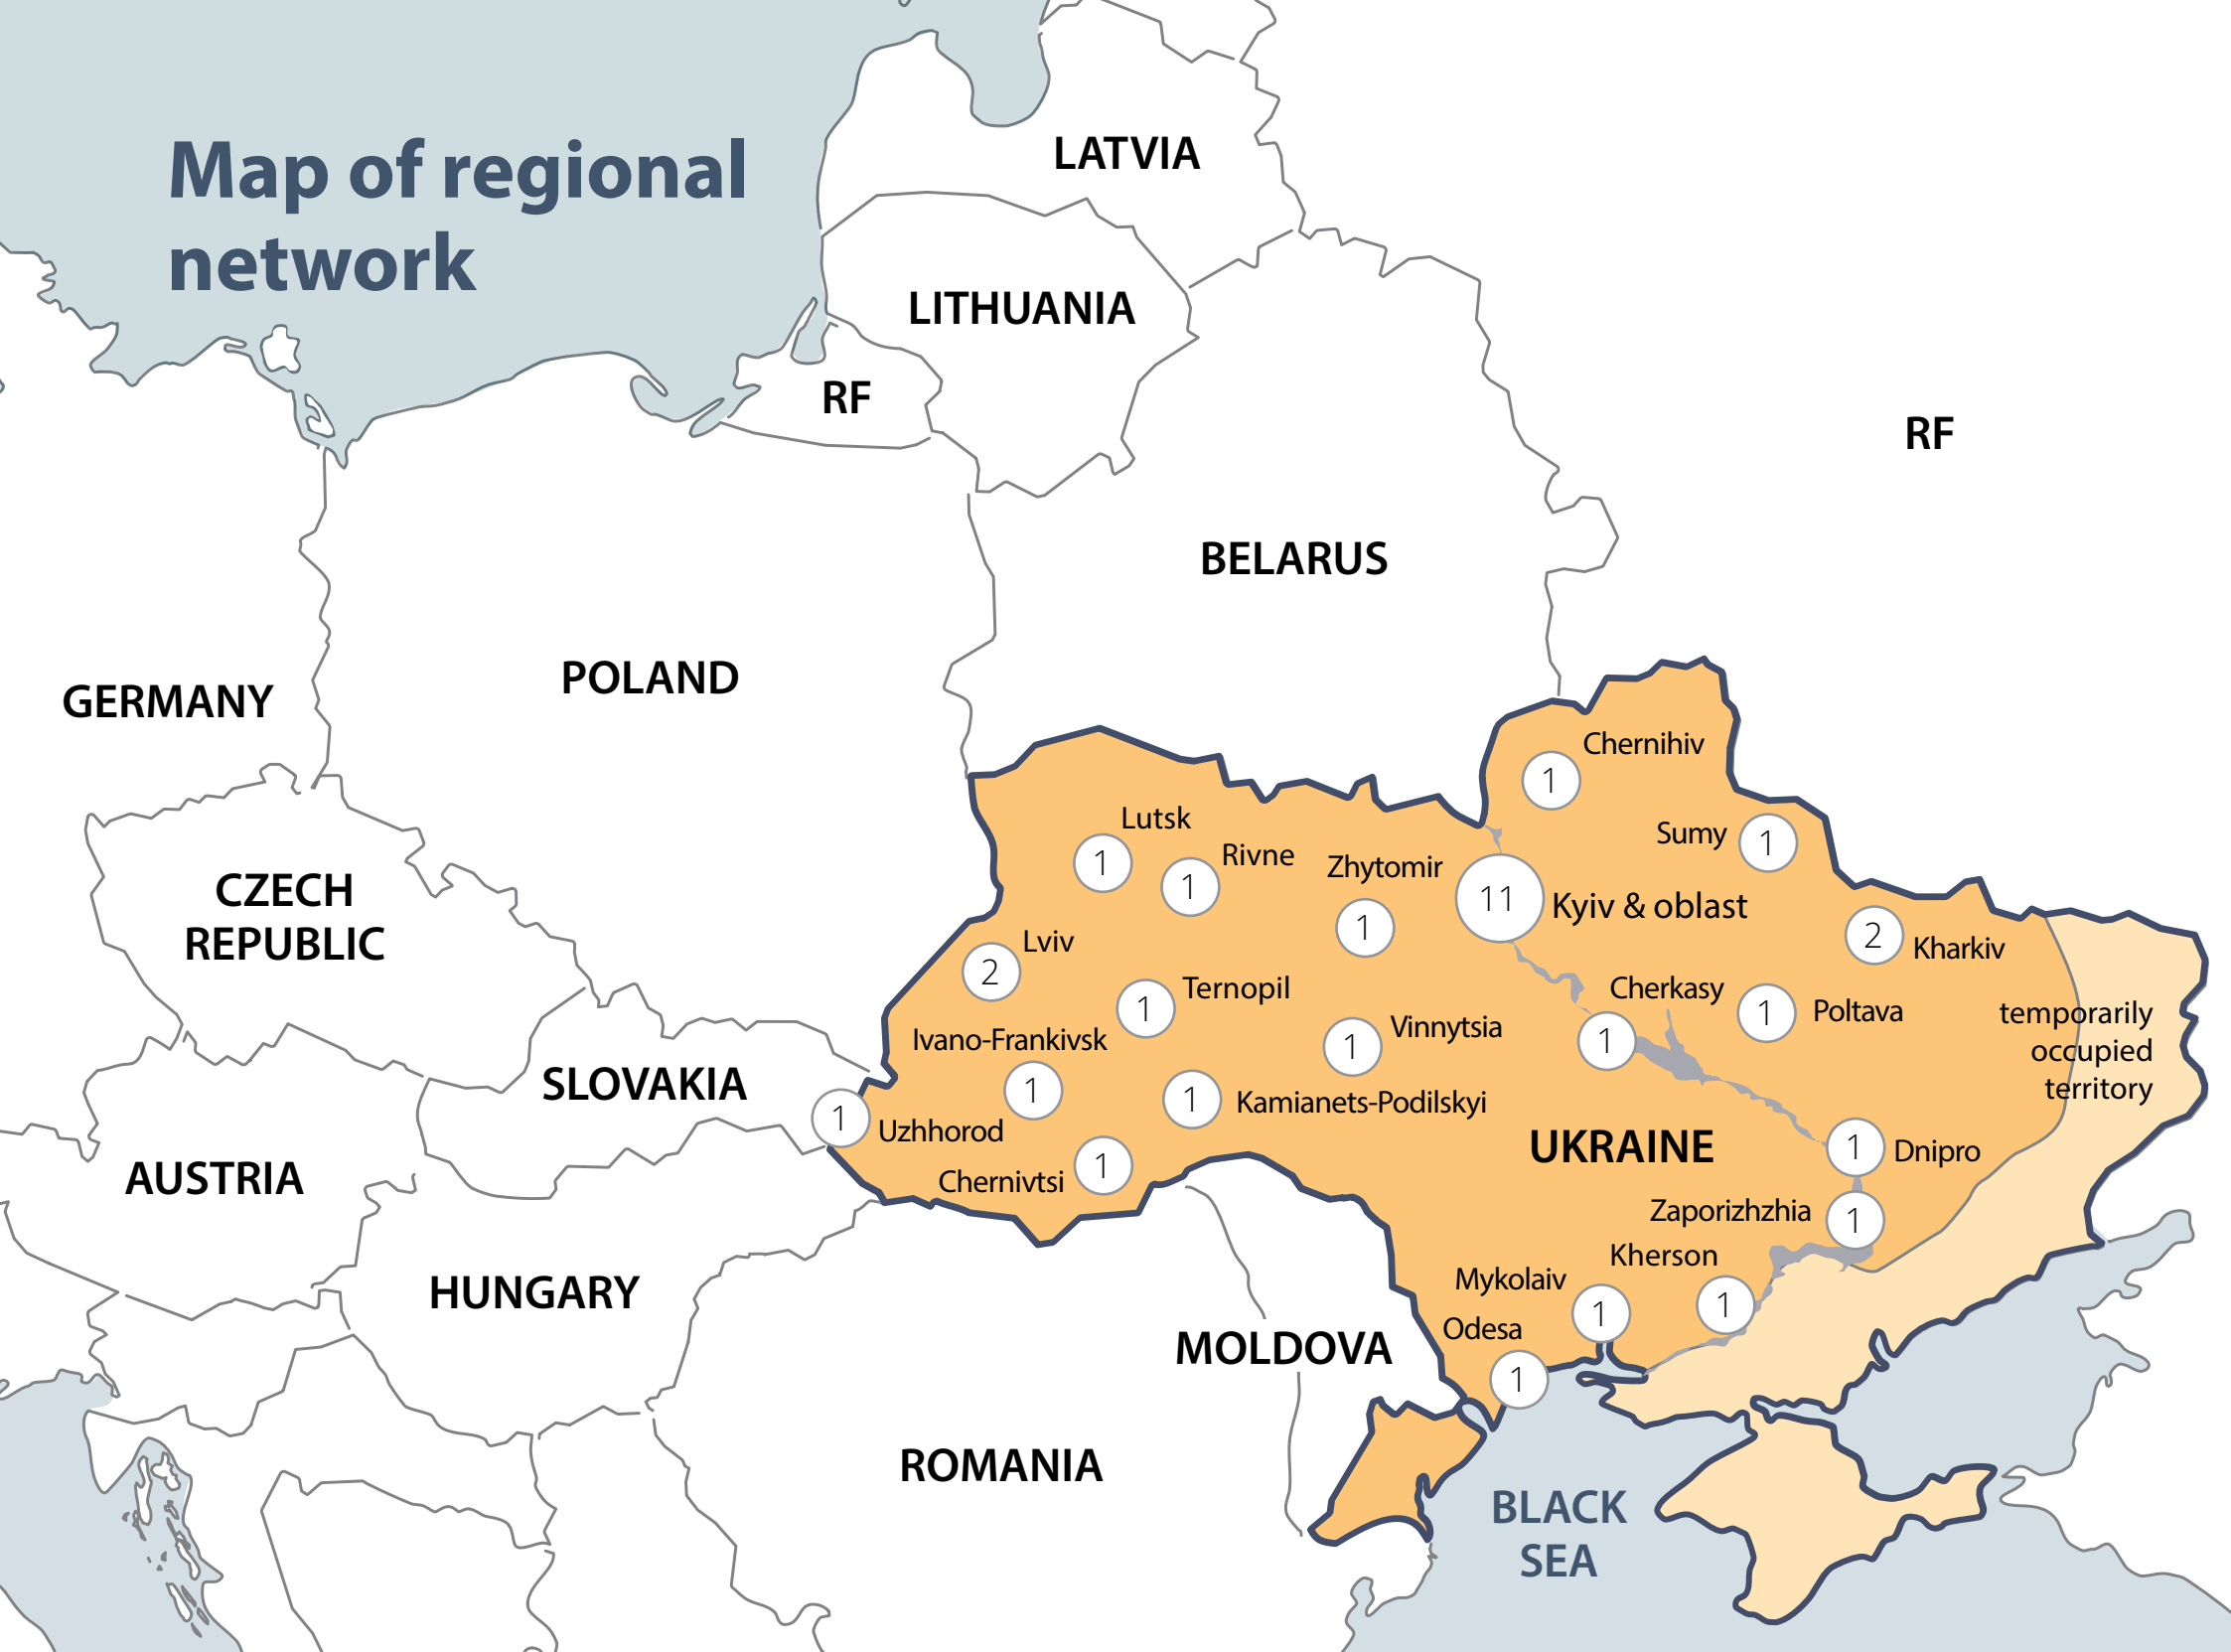 Map of regional
network
LATVIA
LITHUANIA
RF
RF
BELARUS
POLAND
GERMANY
CZECH
REPUBLIC
SLOVAKIA
AUSTRIA
HUNGARY
ROMANIA
MOLDOVA
UKRAINE
BLACK
SEA
Chernihiv
1
Sumy
1
Lutsk
1
Rivne
1
Zhytomir
1
11
Kyiv & oblast
2
Kharkiv
Lviv
2
Ternopil
1
Cherkasy
1
1
Poltava
temporarily
occupied
territory
Ivano-Frankivsk
1
Vinnytsia
1
1
Kamianets-Podilskyi
1
Uzhhorod
Chernivtsi
1
1
Dnipro
Zaporizhzhia
1
Kherson
1
Mykolaiv
1
Odesa
1